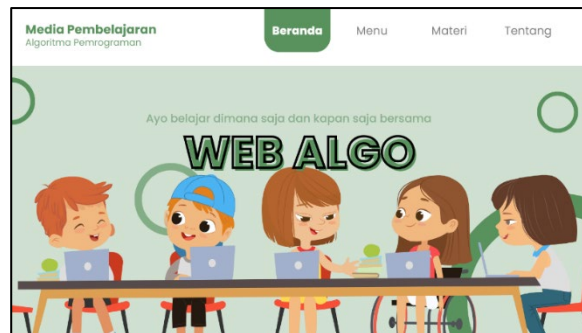 Media Pembelajaran
Algoritma Pemrograman
Beranda Menu Materi Tentang
Ayo belajar dimana saja dan kapan saja bersama
WEB ALGO